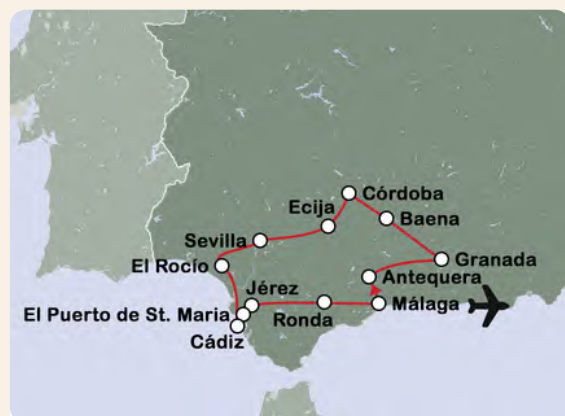 Córdoba
Ecija
Baena
Sevilla
Granada
El Rocío
Antequera
Jérez
El Puerto de St. Maria
Málaga
Ronda
Cádiz